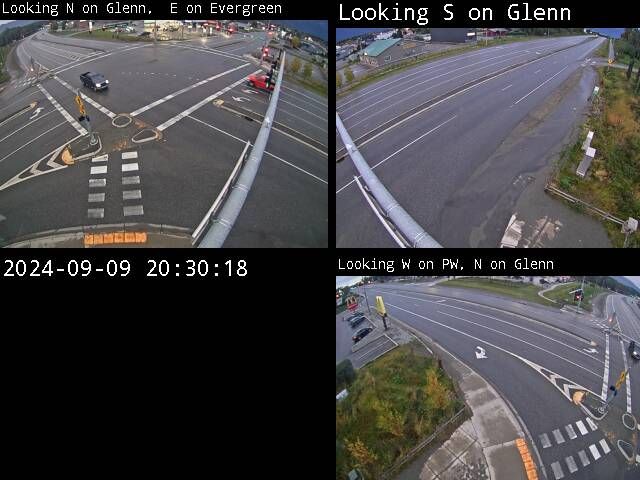 Looking N on Glenn,  E on Evergreen
Looking S on Glenn
2024-09-09 20:30:18
Looking W on PW, N on Glenn